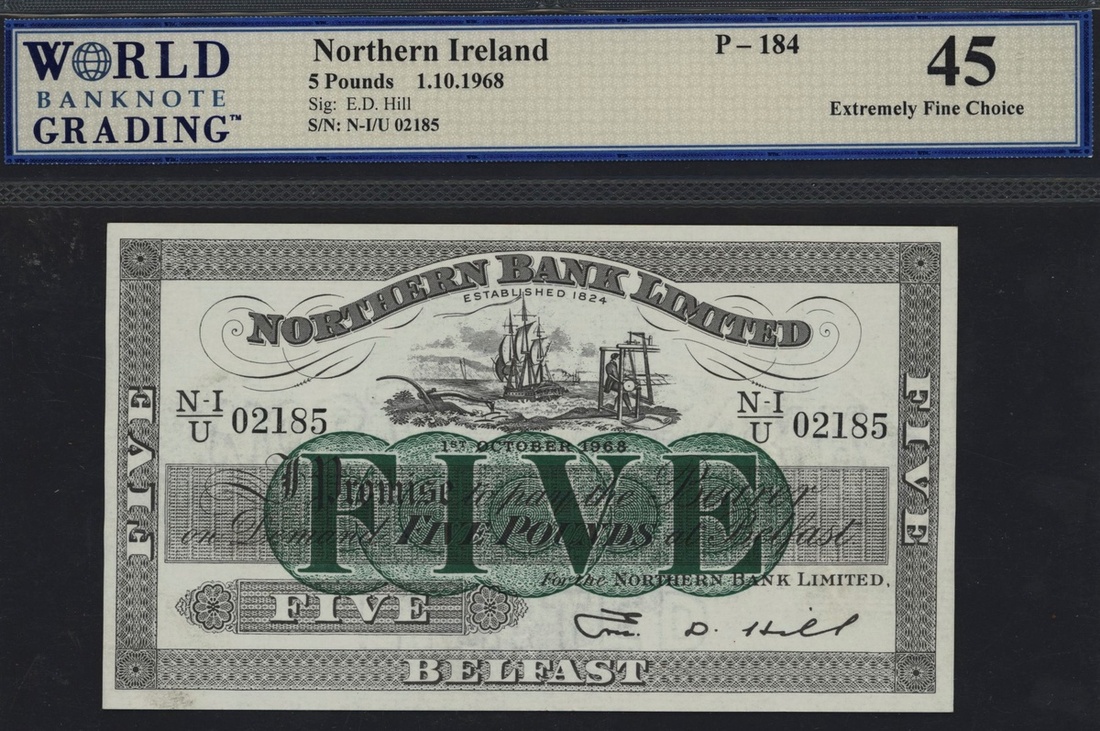 WORLD
BANKNOTE
GRADING™
Northern Ireland
5 Pounds 1.10.1968
Sig: E.D. Hill
S/N: N-I/U 02185
P – 184
45
Extremely Fine Choice
NORTHERN BANK LIMITED
ESTABLISHED 1824
N-I/U 02185
N-I/U 02185
1ST OCTOBER 1968
FIVE
I Promise to pay the Bearer
on Demand FIVE POUNDS at Belfast
For the NORTHERN BANK LIMITED,
FIVE
D. Hill
BELFAST
FIVE
FIVE